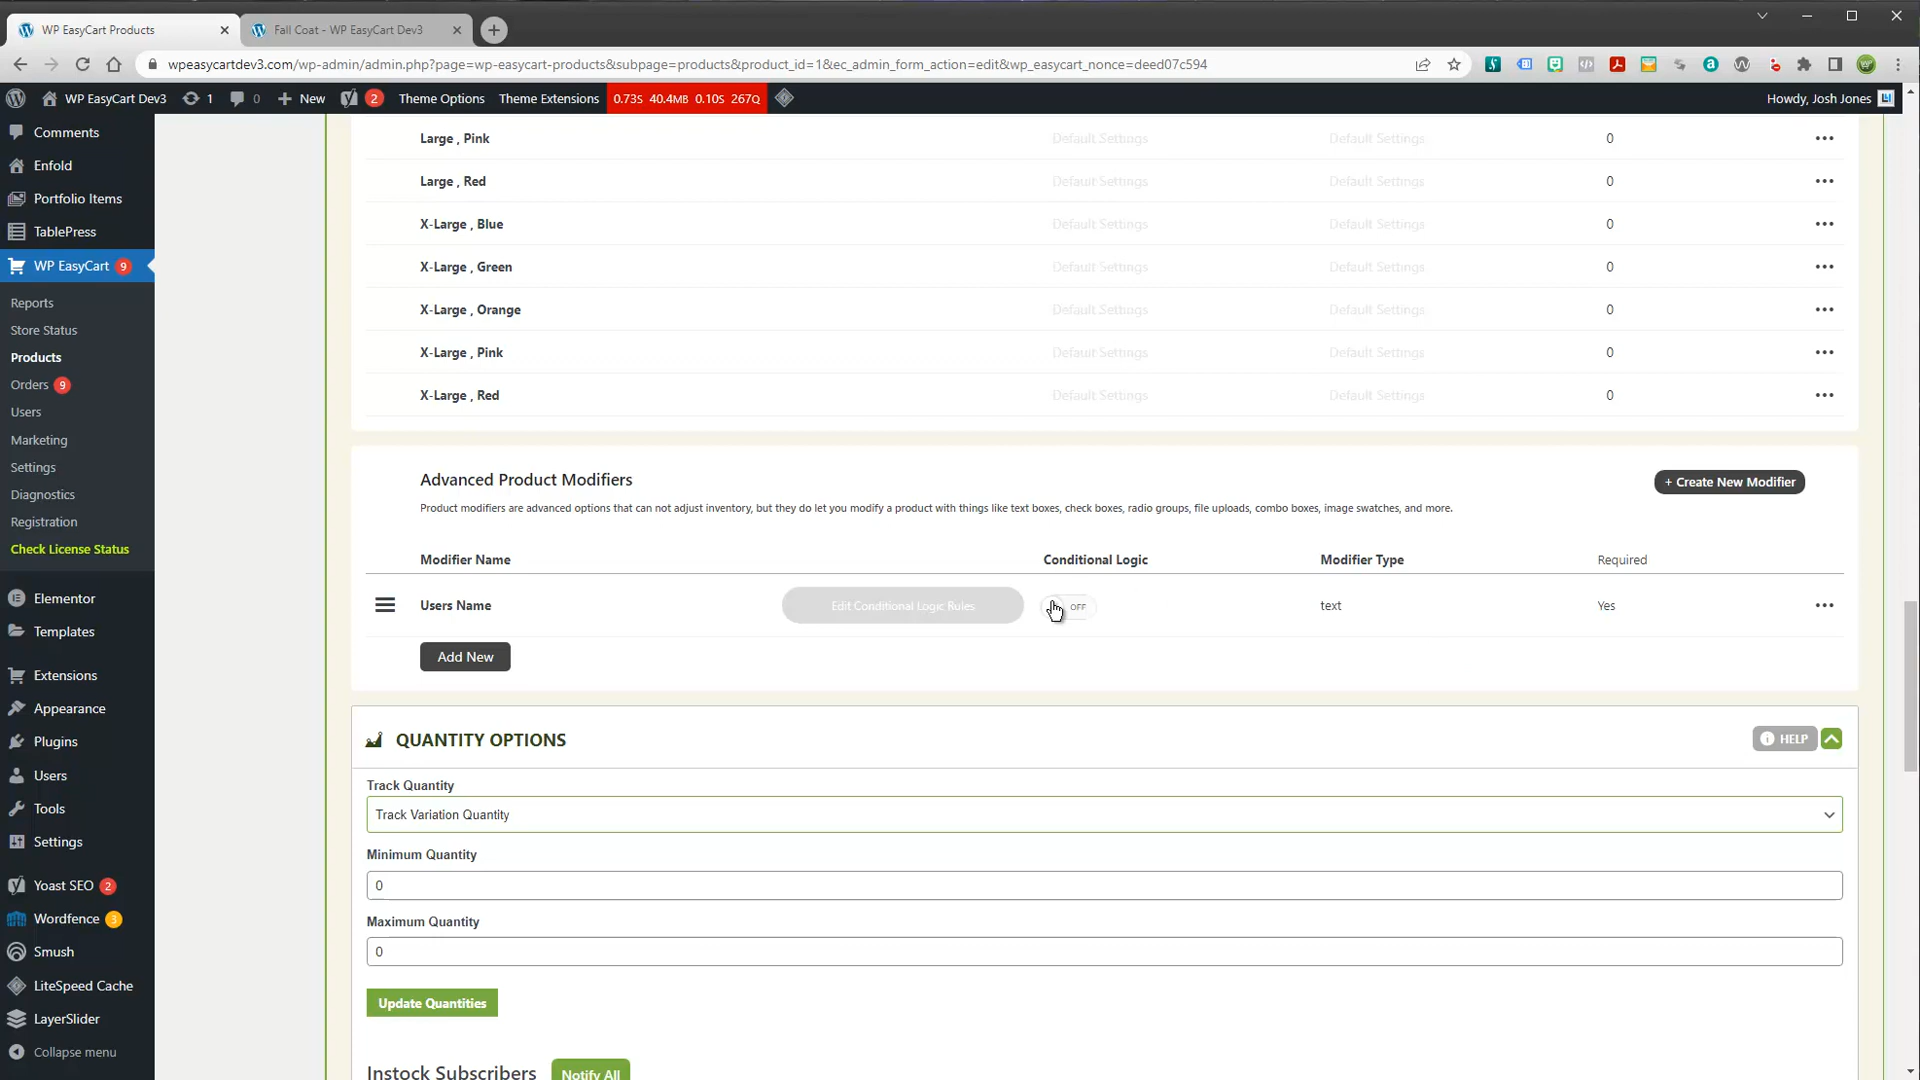 WP EasyCart Products
Fall Coat - WP EasyCart Dev3
wpeasycartdev3.com/wp-admin/admin.php?page=wp-easycart-products&subpage=products&product_id=1&ec_admin_form_action=edit&wp_easycart_nonce=deed07c594
WP EasyCart Dev3
1
0
New
2
Theme Options
Theme Extensions
0.73S 40.4MB 0.10S 267Q
Howdy, Josh Jones
Comments
Enfold
Portfolio Items
TablePress
WP EasyCart 9
Reports
Store Status
Products
Orders 9
Users
Marketing
Settings
Diagnostics
Registration
Check License Status
Elementor
Templates
Extensions
Appearance
Plugins
Users
Tools
Settings
Yoast SEO 2
Wordfence 3
Smush
LiteSpeed Cache
LayerSlider
Collapse menu
Large , Pink Default Settings Default Settings 0
Large , Red Default Settings Default Settings 0
X-Large , Blue Default Settings Default Settings 0
X-Large , Green Default Settings Default Settings 0
X-Large , Orange Default Settings Default Settings 0
X-Large , Pink Default Settings Default Settings 0
X-Large , Red Default Settings Default Settings 0
Advanced Product Modifiers
+ Create New Modifier
Product modifiers are advanced options that can not adjust inventory, but they do let you modify a product with things like text boxes, check boxes, radio groups, file uploads, combo boxes, image swatches, and more.
Modifier Name Conditional Logic Modifier Type Required
Users Name Edit Conditional Logic Rules OFF text Yes
Add New
QUANTITY OPTIONS
HELP
Track Quantity
Track Variation Quantity
Minimum Quantity
0
Maximum Quantity
0
Update Quantities
Instock Subscribers Notify All